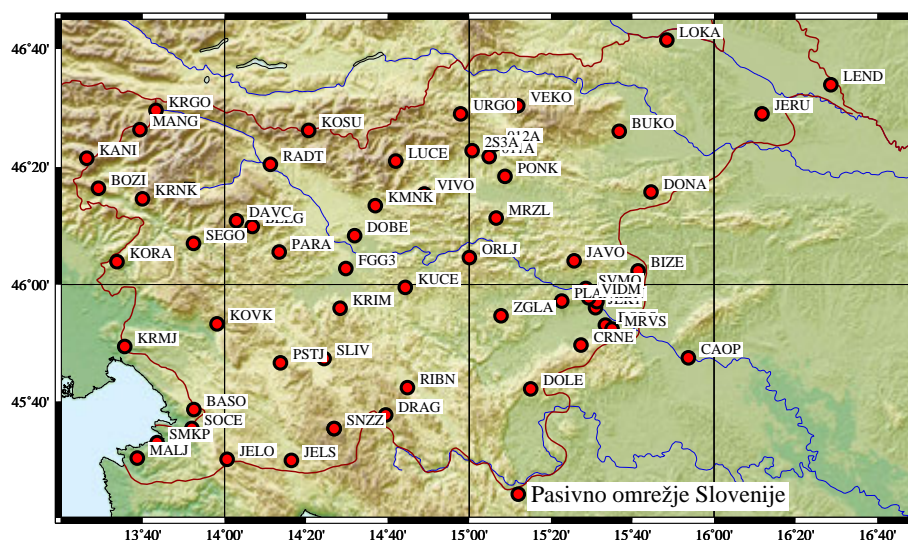 46°40'
46°20'
46°00'
45°40'
LOKA
LEND
KRGO
URGO
VEKO
JERU
MANG
KOSU
BUKO
2S3A
KANI
RADT
LUCE
PONK
BOZI
KRNK
VIVO
DONA
KMNK
DAVC
MRZL
SEGO
DOBE
PARA
KORA
FGG3
ORLJ
JAVO
BIZE
KUCE
VIDM
KRIM
ZGLA
KOVK
MRVS
KRMJ
CRNE
PSTJ
SLIV
CAOP
RIBN
DOLE
BASO
DRAG
SOCE
SNZZ
SMKP
MALJ
JELO
JELS
Pasivno omrežje Slovenije
13°40' 14°00' 14°20' 14°40' 15°00' 15°20' 15°40' 16°00' 16°20' 16°40'